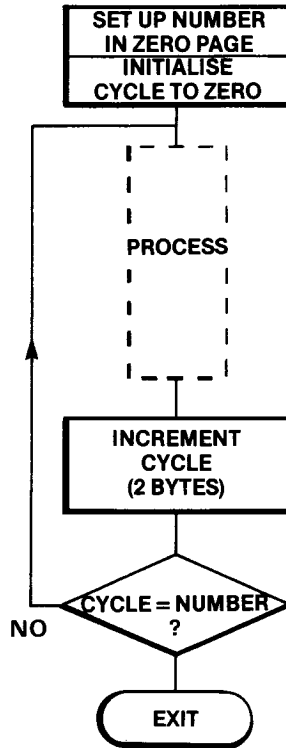 SET UP NUMBER
IN ZERO PAGE
INITIALISE
CYCLE TO ZERO
PROCESS
INCREMENT
CYCLE
(2 BYTES)
CYCLE = NUMBER
?
NO
EXIT